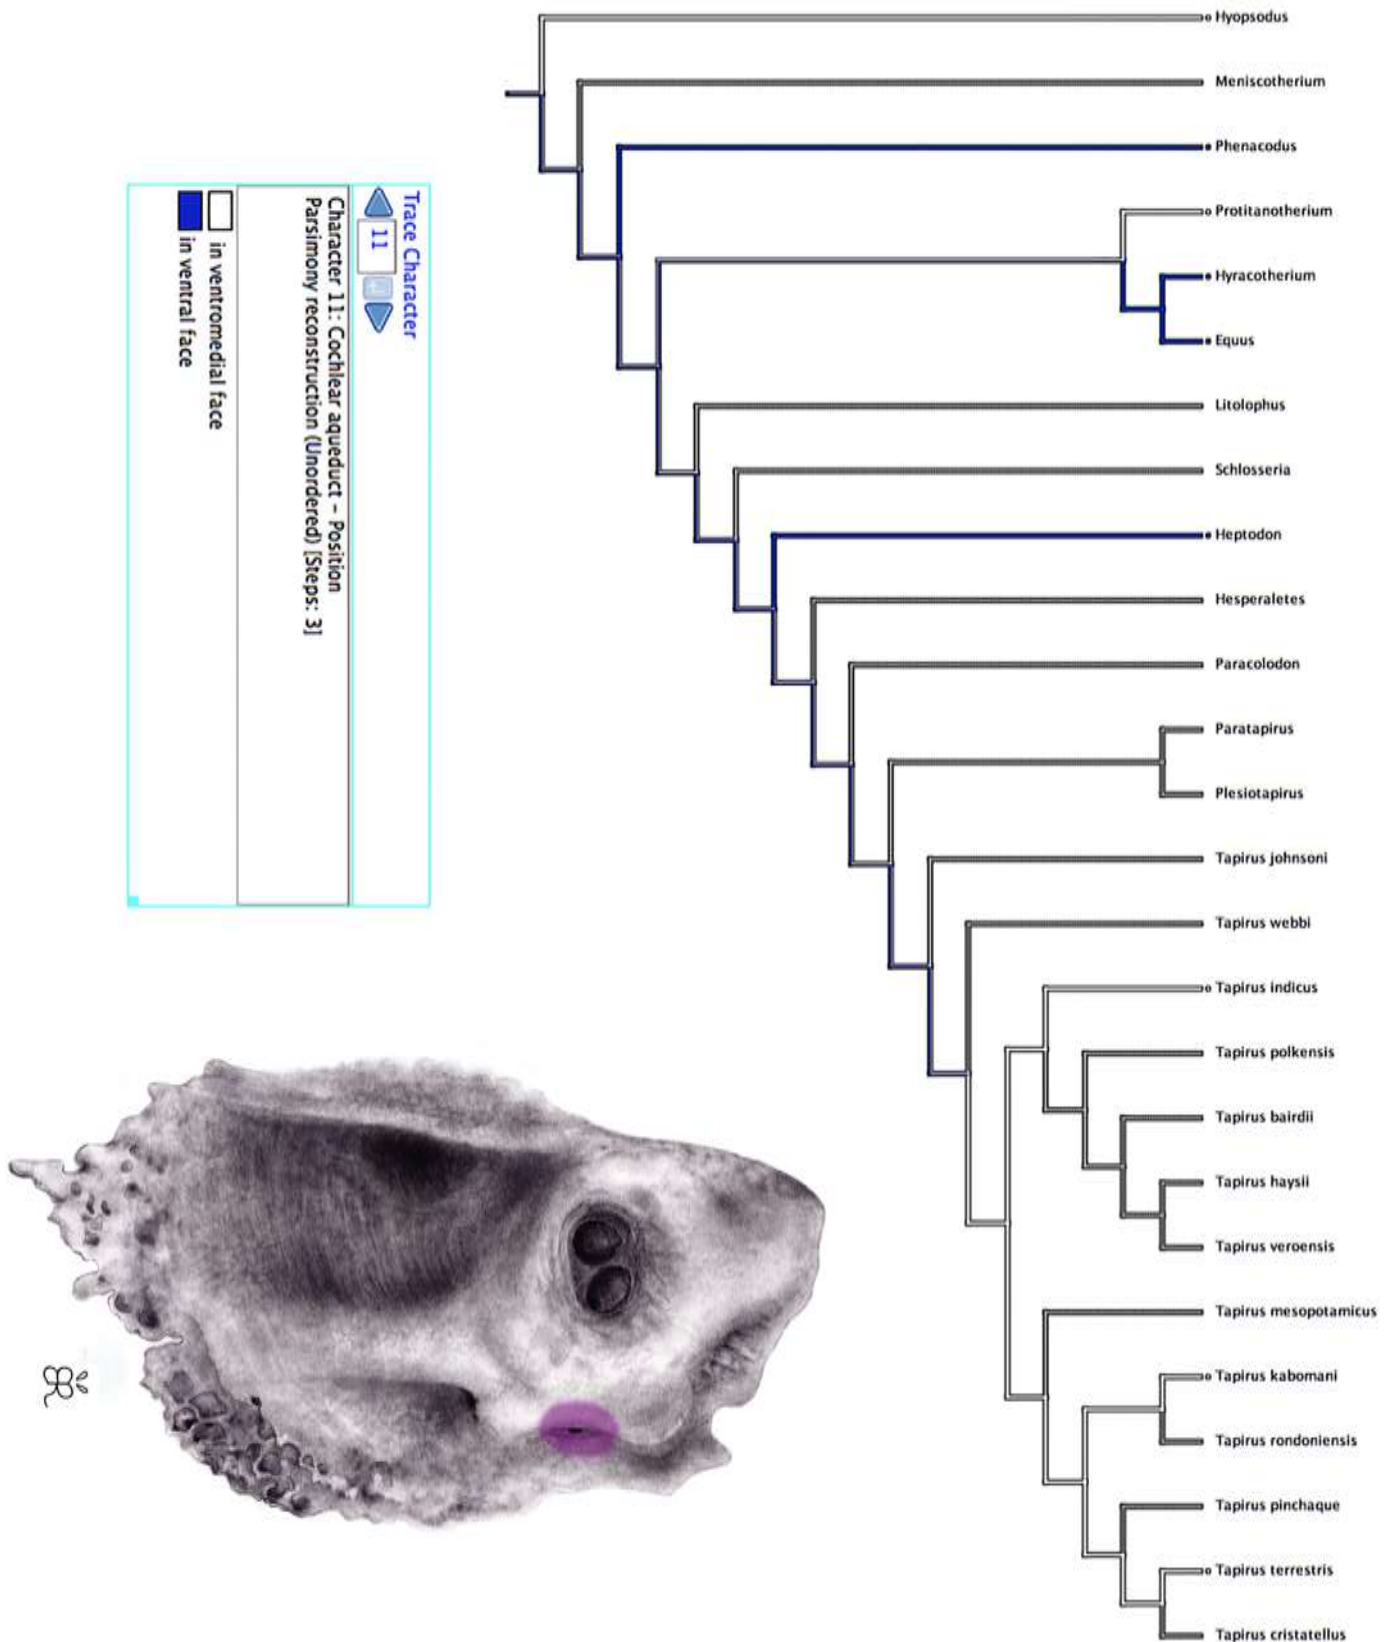 Hyopsodus
Meniscotherium
Phenacodus
Protitanotherium
Hyracotherium
Equus
Litolophus
Schlosseria
Heptodon
Hesperaletes
Paracolodon
Paratapirus
Plesiotapirus
Tapirus johnsoni
Tapirus webbi
Tapirus indicus
Tapirus polkensis
Tapirus bairdii
Tapirus haysii
Tapirus veroensis
Tapirus mesopotamicus
Tapirus kabomani
Tapirus rondoniensis
Tapirus pinchaque
Tapirus terrestris
Tapirus cristatellus
Trace Character
11
Character 11: Cochlear aqueduct – Position
Parsimony reconstruction (Unordered) [Steps: 3]
in ventromedial face
in ventral face